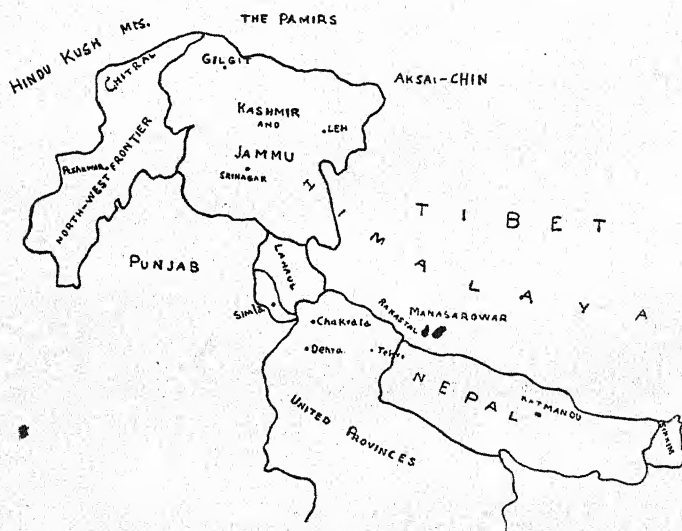 THE PAMIRS
HINDU KUSH MTS.
CHITRAL
GILGIT
AKSAI-CHIN
KASHMIR
AND
JAMMU
LEH
SRINAGAR
PESHAWAR
NORTH-WEST FRONTIER
HIMALAYA
TIBET
PUNJAB
LAHAUL
Simla
Chakrata
RAKASTAL
MANASAROWAR
Dehra
NEPAL
KATMANDU
SIKKIM
UNITED PROVINCES